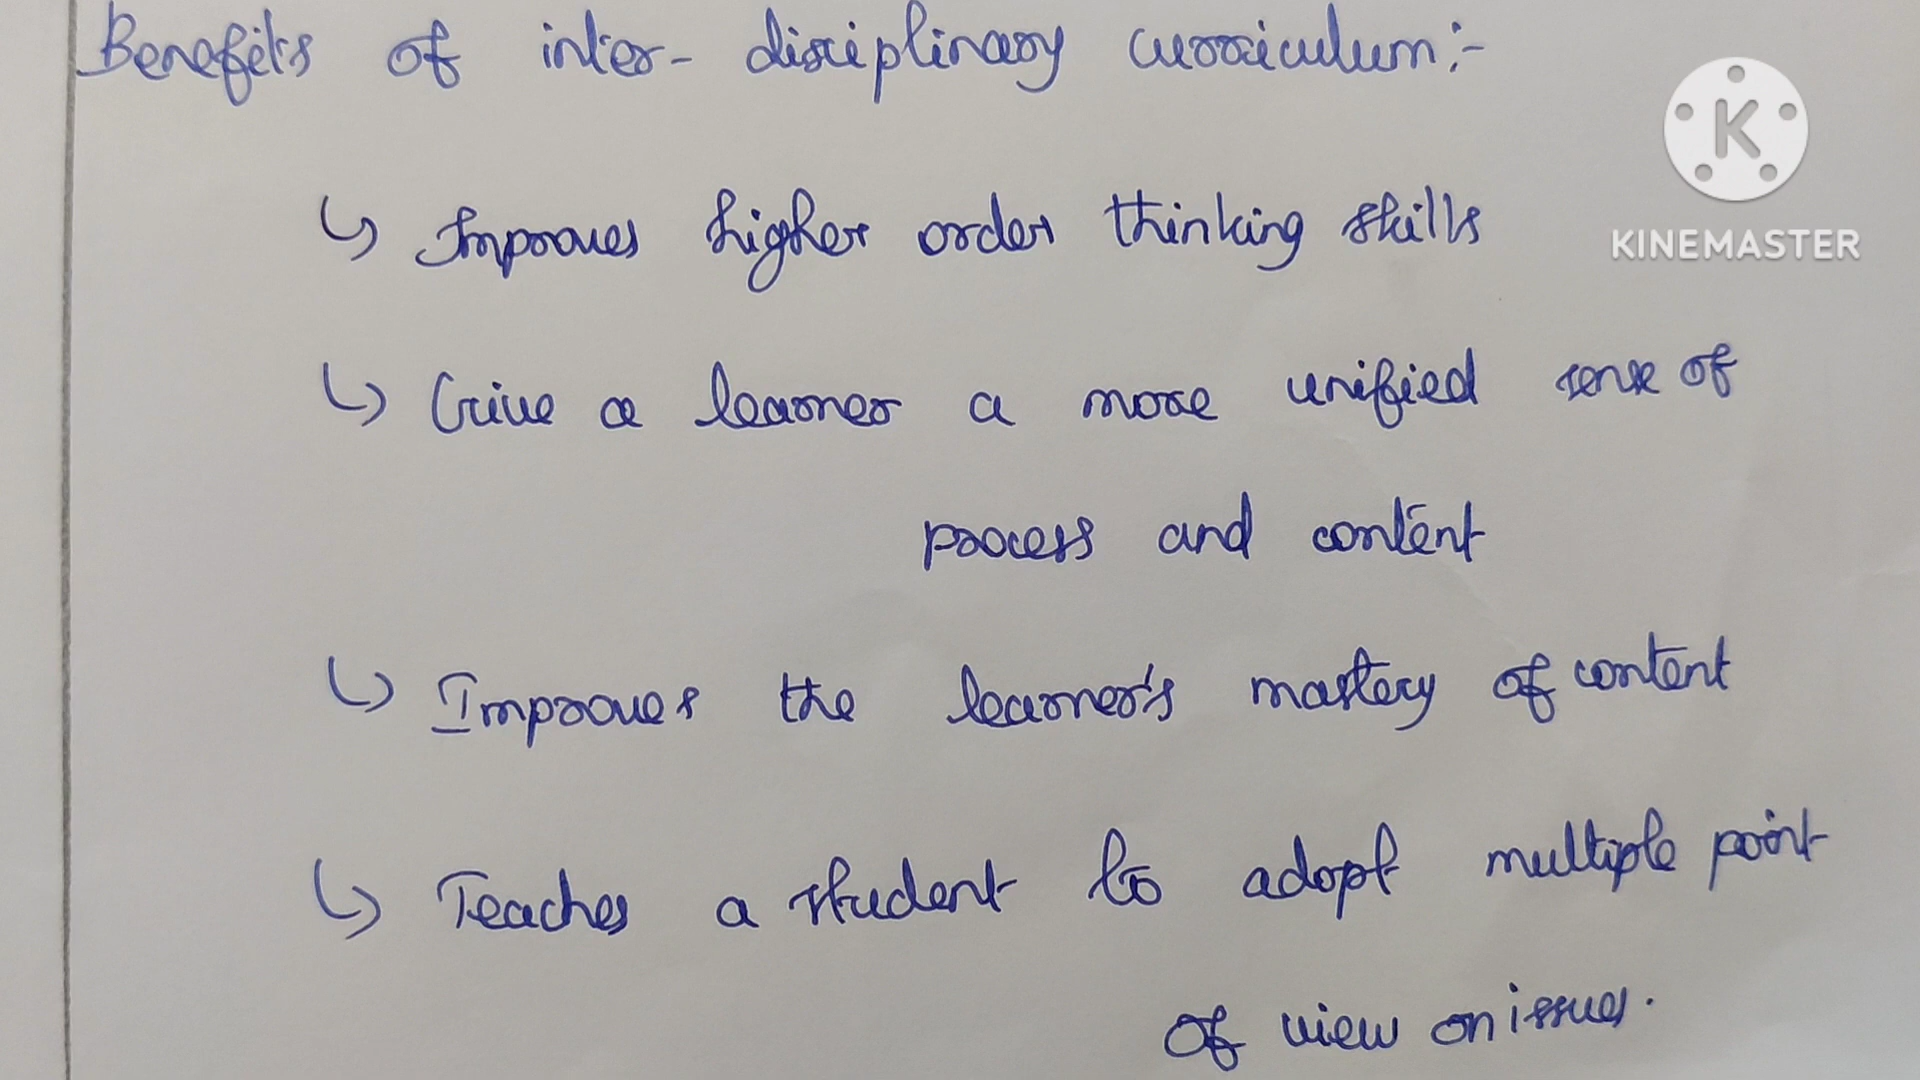 Benefits of inter- disciplinary curriculum:-
K
KINEMASTER
↳ Improves higher order thinking skills
↳ Give a learner a more unified sense of
process and content
↳ Improves the learner's mastery of content
↳ Teaches a student to adopt multiple point
of view on issues.